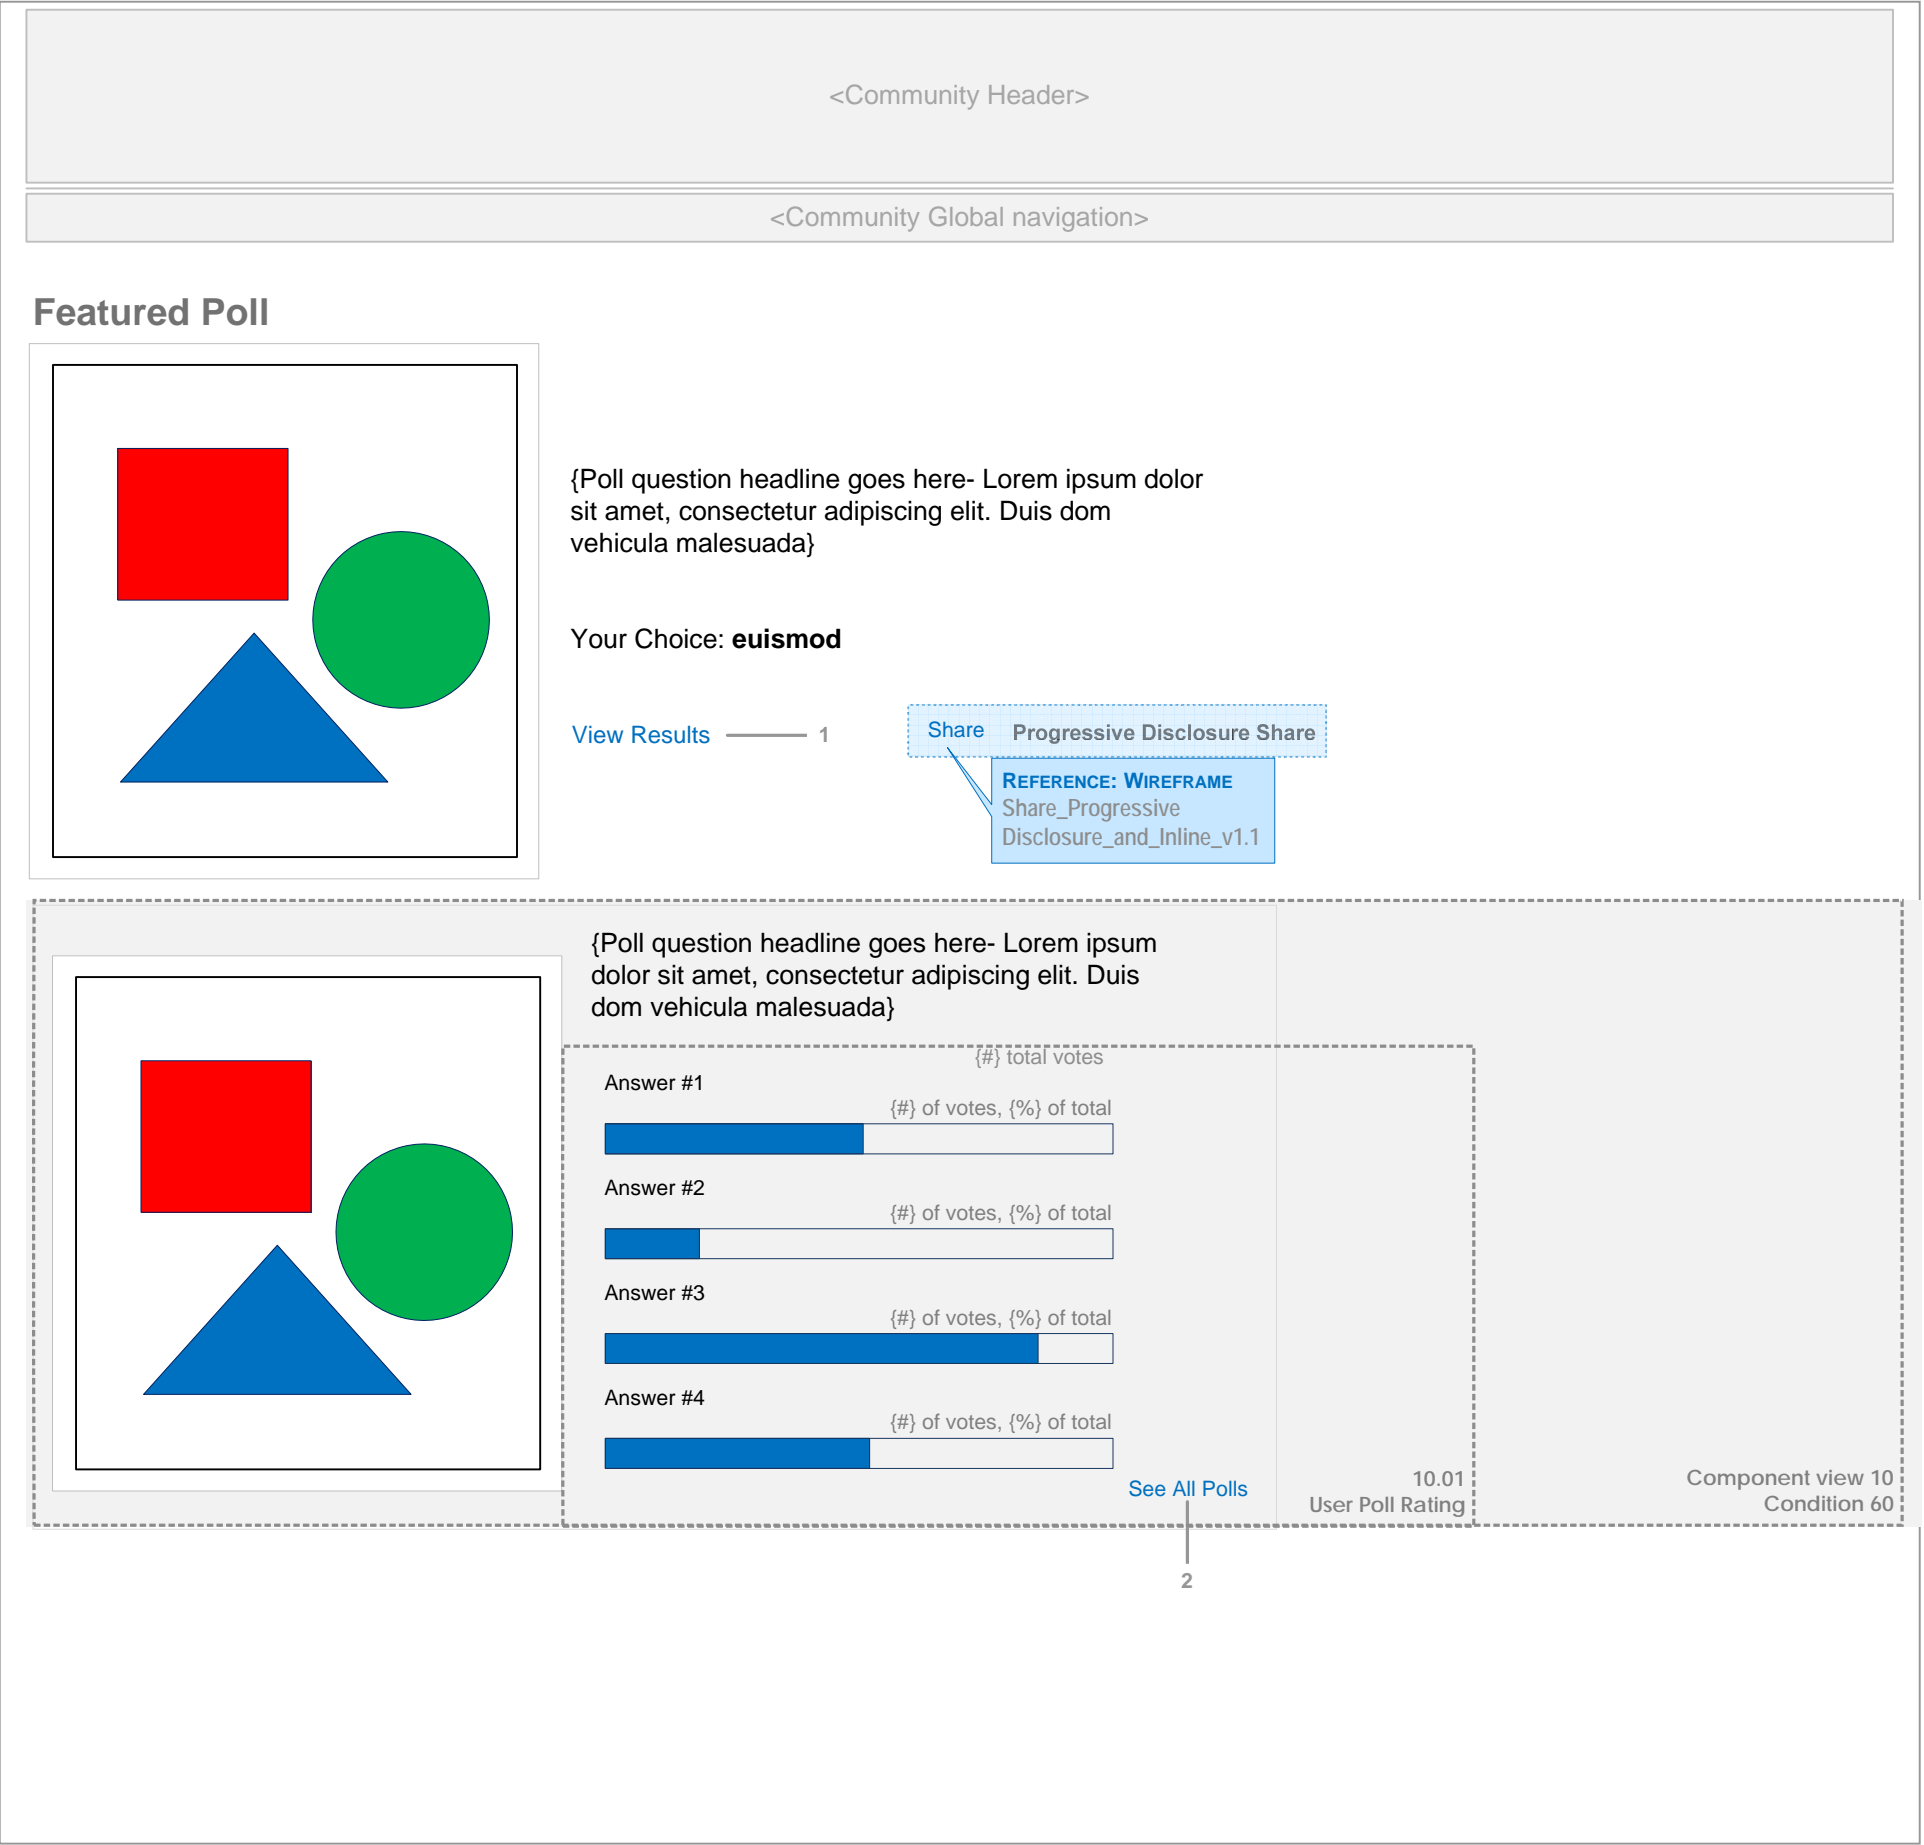 <Community Header>
<Community Global navigation>
Featured Poll
{Poll question headline goes here- Lorem ipsum dolor
sit amet, consectetur adipiscing elit. Duis dom
vehicula malesuada}
Your Choice: euismod
View Results 1
Share Progressive Disclosure Share
REFERENCE: WIREFRAME
Share_Progressive
Disclosure_and_Inline_v1.1
{Poll question headline goes here- Lorem ipsum
dolor sit amet, consectetur adipiscing elit. Duis
dom vehicula malesuada}
{#} total votes
Answer #1
{#} of votes, {%} of total
Answer #2
{#} of votes, {%} of total
Answer #3
{#} of votes, {%} of total
Answer #4
{#} of votes, {%} of total
See All Polls
10.01
User Poll Rating
Component view 10
Condition 60
2